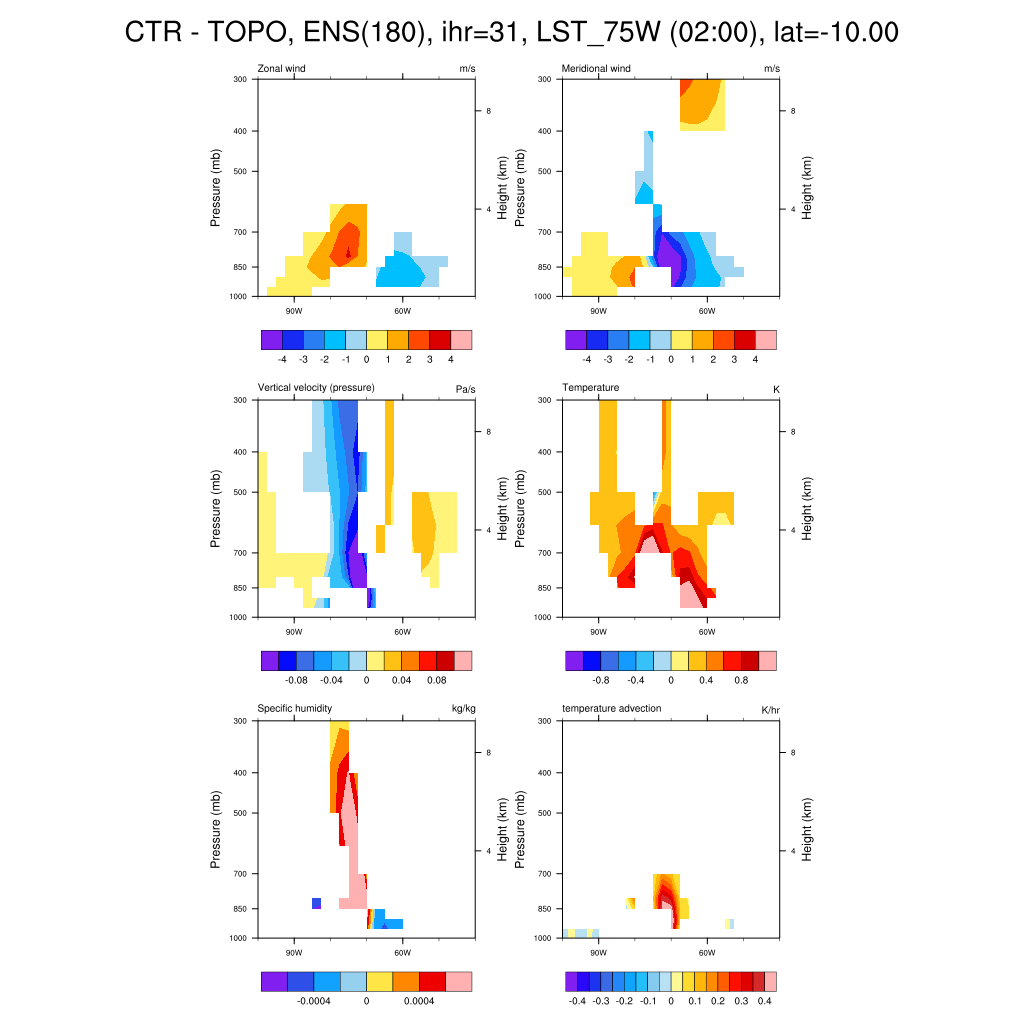 CTR - TOPO, ENS(180), ihr=31, LST_75W (02:00), lat=-10.00
Zonal wind m/s
Meridional wind m/s
300
400
500
700
850
1000
Pressure (mb)
8
4
Height (km)
90W 60W
-4 -3 -2 -1 0 1 2 3 4
300
400
500
700
850
1000
Pressure (mb)
8
4
Height (km)
90W 60W
-4 -3 -2 -1 0 1 2 3 4
Vertical velocity (pressure) Pa/s
Temperature K
300
400
500
700
850
1000
Pressure (mb)
8
4
Height (km)
90W 60W
-0.08 -0.04 0 0.04 0.08
300
400
500
700
850
1000
Pressure (mb)
8
4
Height (km)
90W 60W
-0.8 -0.4 0 0.4 0.8
Specific humidity kg/kg
temperature advection K/hr
300
400
500
700
850
1000
Pressure (mb)
8
4
Height (km)
90W 60W
-0.0004 0 0.0004
300
400
500
700
850
1000
Pressure (mb)
8
4
Height (km)
90W 60W
-0.4 -0.3 -0.2 -0.1 0 0.1 0.2 0.3 0.4